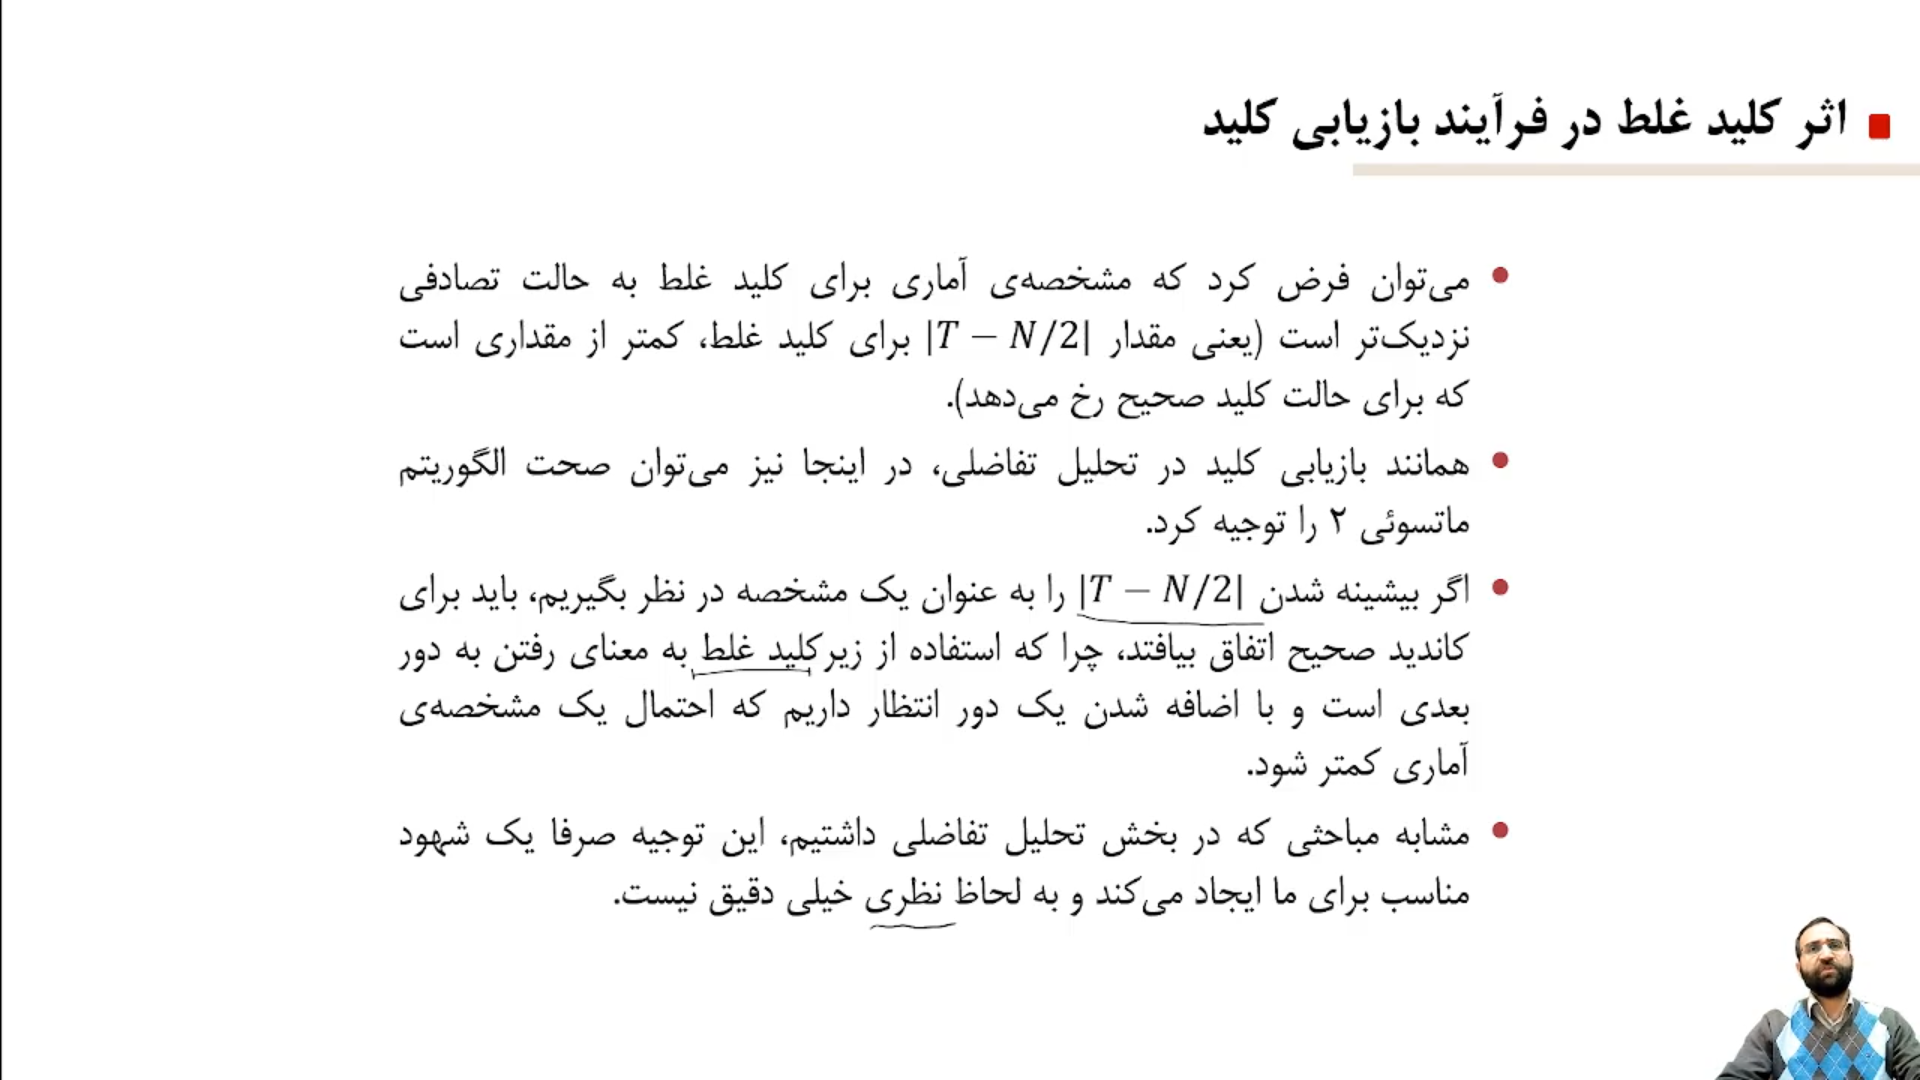 اثر کلید غلط در فرآیند بازیابی کلید
می‌توان فرض کرد که مشخصه‌ی آماری برای کلید غلط به حالت تصادفی
نزدیک‌تر است (یعنی مقدار |T − N/2| برای کلید غلط، کمتر از مقداری است
که برای حالت کلید صحیح رخ می‌دهد).
همانند بازیابی کلید در تحلیل تفاضلی، در اینجا نیز می‌توان صحت الگوریتم
ماتسوئی ۲ را توجیه کرد.
اگر بیشینه شدن |T − N/2| را به عنوان یک مشخصه در نظر بگیریم، باید برای
کاندید صحیح اتفاق بیافتد، چرا که استفاده از زیرکلید غلط به معنای رفتن به دور
بعدی است و با اضافه شدن یک دور انتظار داریم که احتمال یک مشخصه‌ی
آماری کمتر شود.
مشابه مباحثی که در بخش تحلیل تفاضلی داشتیم، این توجیه صرفا یک شهود
مناسب برای ما ایجاد می‌کند و به لحاظ نظری خیلی دقیق نیست.